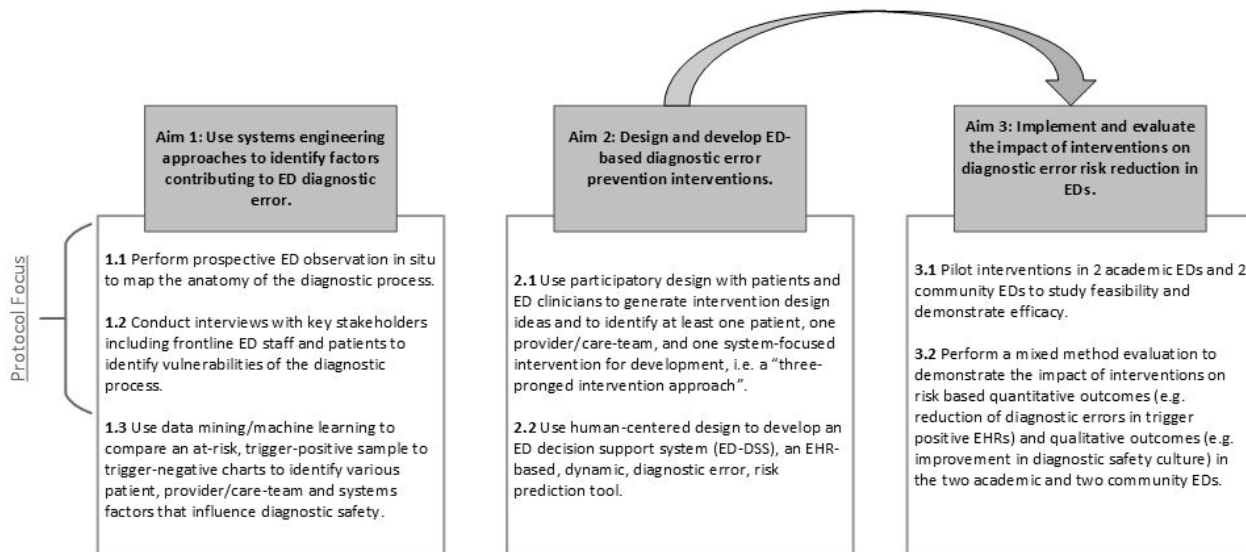 Protocol Focus
Aim 1: Use systems engineering
approaches to identify factors
contributing to ED diagnostic
error.
1.1 Perform prospective ED observation in situ
to map the anatomy of the diagnostic process.
1.2 Conduct interviews with key stakeholders
including frontline ED staff and patients to
identify vulnerabilities of the diagnostic
process.
1.3 Use data mining/machine learning to
compare an at-risk, trigger-positive sample to
trigger-negative charts to identify various
patient, provider/care-team and systems
factors that influence diagnostic safety.
Aim 2: Design and develop ED-
based diagnostic error
prevention interventions.
2.1 Use participatory design with patients and
ED clinicians to generate intervention design
ideas and to identify at least one patient, one
provider/care-team, and one system-focused
intervention for development, i.e. a “three-
pronged intervention approach”.
2.2 Use human-centered design to develop an
ED decision support system (ED-DSS), an EHR-
based, dynamic, diagnostic error, risk
prediction tool.
Aim 3: Implement and evaluate
the impact of interventions on
diagnostic error risk reduction in
EDs.
3.1 Pilot interventions in 2 academic EDs and 2
community EDs to study feasibility and
demonstrate efficacy.
3.2 Perform a mixed method evaluation to
demonstrate the impact of interventions on
risk based quantitative outcomes (e.g.
reduction of diagnostic errors in trigger
positive EHRs) and qualitative outcomes (e.g.
improvement in diagnostic safety culture) in
the two academic and two community EDs.